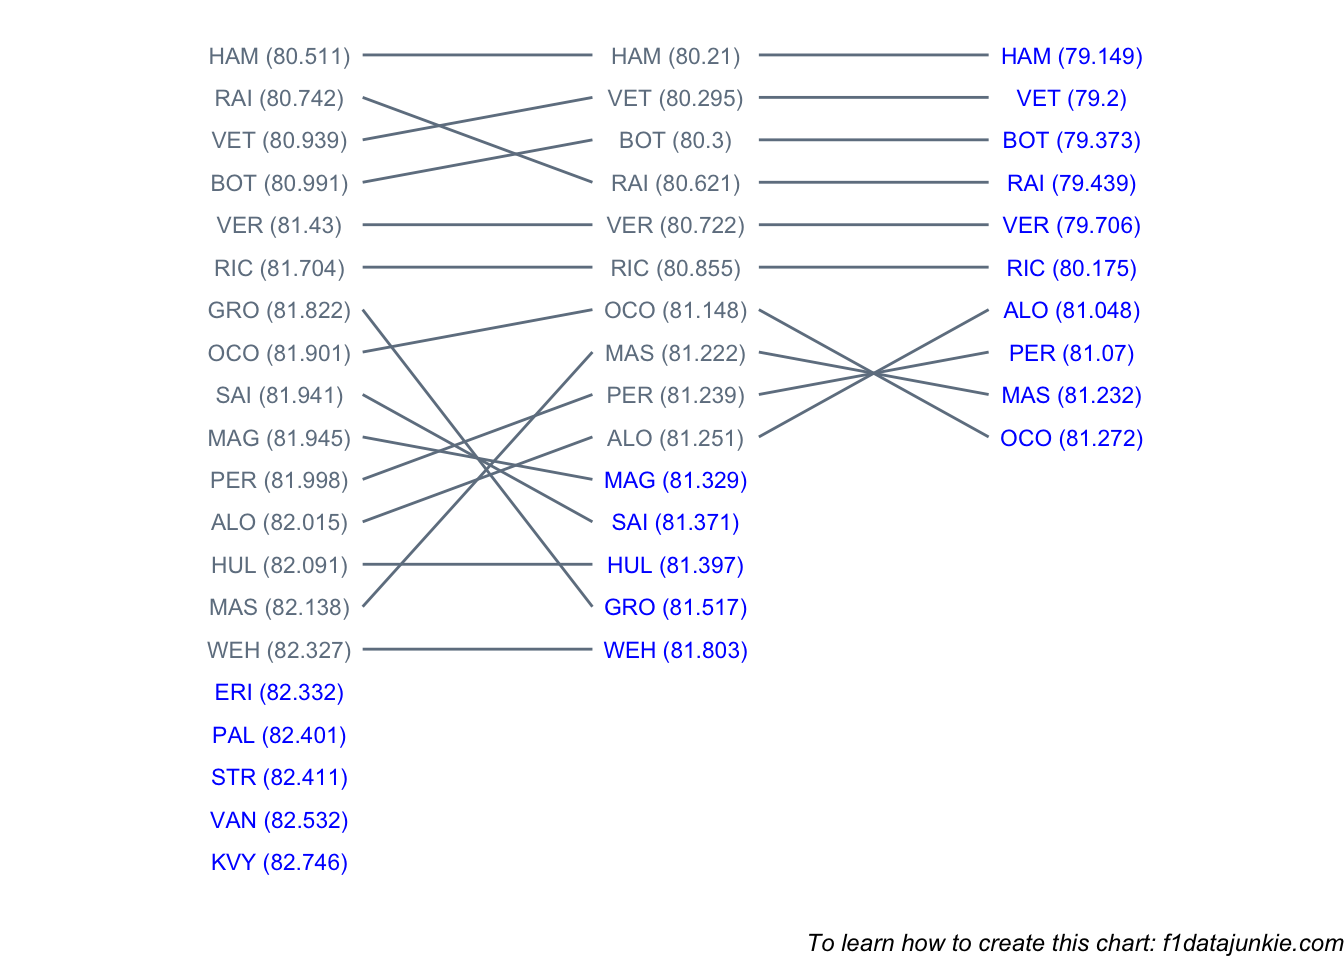 HAM (80.511) HAM (80.21) HAM (79.149)
RAI (80.742) VET (80.295) VET (79.2)
VET (80.939) BOT (80.3) BOT (79.373)
BOT (80.991) RAI (80.621) RAI (79.439)
VER (81.43) VER (80.722) VER (79.706)
RIC (81.704) RIC (80.855) RIC (80.175)
GRO (81.822) OCO (81.148) ALO (81.048)
OCO (81.901) MAS (81.222) PER (81.07)
SAI (81.941) PER (81.239) MAS (81.232)
MAG (81.945) ALO (81.251) OCO (81.272)
PER (81.998) MAG (81.329)
ALO (82.015) SAI (81.371)
HUL (82.091) HUL (81.397)
MAS (82.138) GRO (81.517)
WEH (82.327) WEH (81.803)
ERI (82.332)
PAL (82.401)
STR (82.411)
VAN (82.532)
KVY (82.746)
To learn how to create this chart: f1datajunkie.com